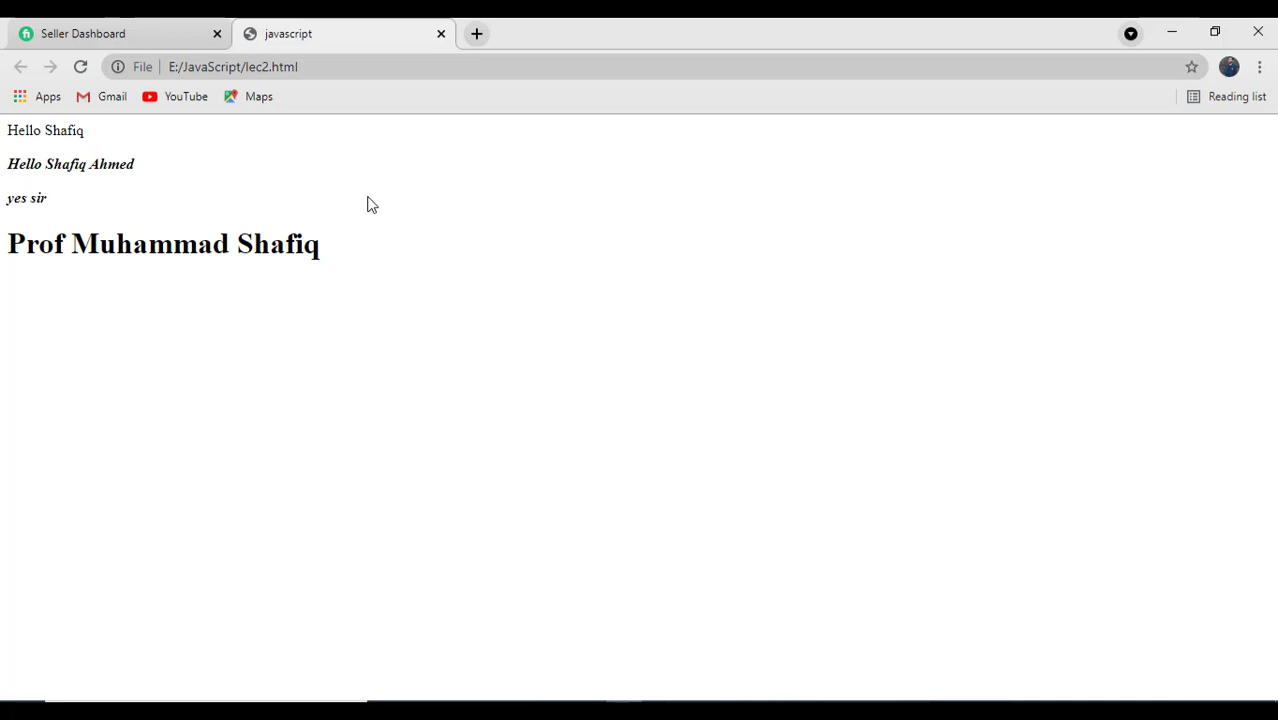 Seller Dashboard
javascript
File E:/JavaScript/lec2.html
Apps Gmail YouTube Maps Reading list
Hello Shafiq
Hello Shafiq Ahmed
yes sir
Prof Muhammad Shafiq